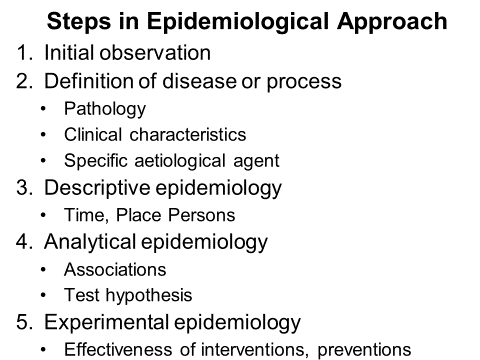 Steps in Epidemiological Approach
1. Initial observation
2. Definition of disease or process
• Pathology
• Clinical characteristics
• Specific aetiological agent
3. Descriptive epidemiology
• Time, Place Persons
4. Analytical epidemiology
• Associations
• Test hypothesis
5. Experimental epidemiology
• Effectiveness of interventions, preventions